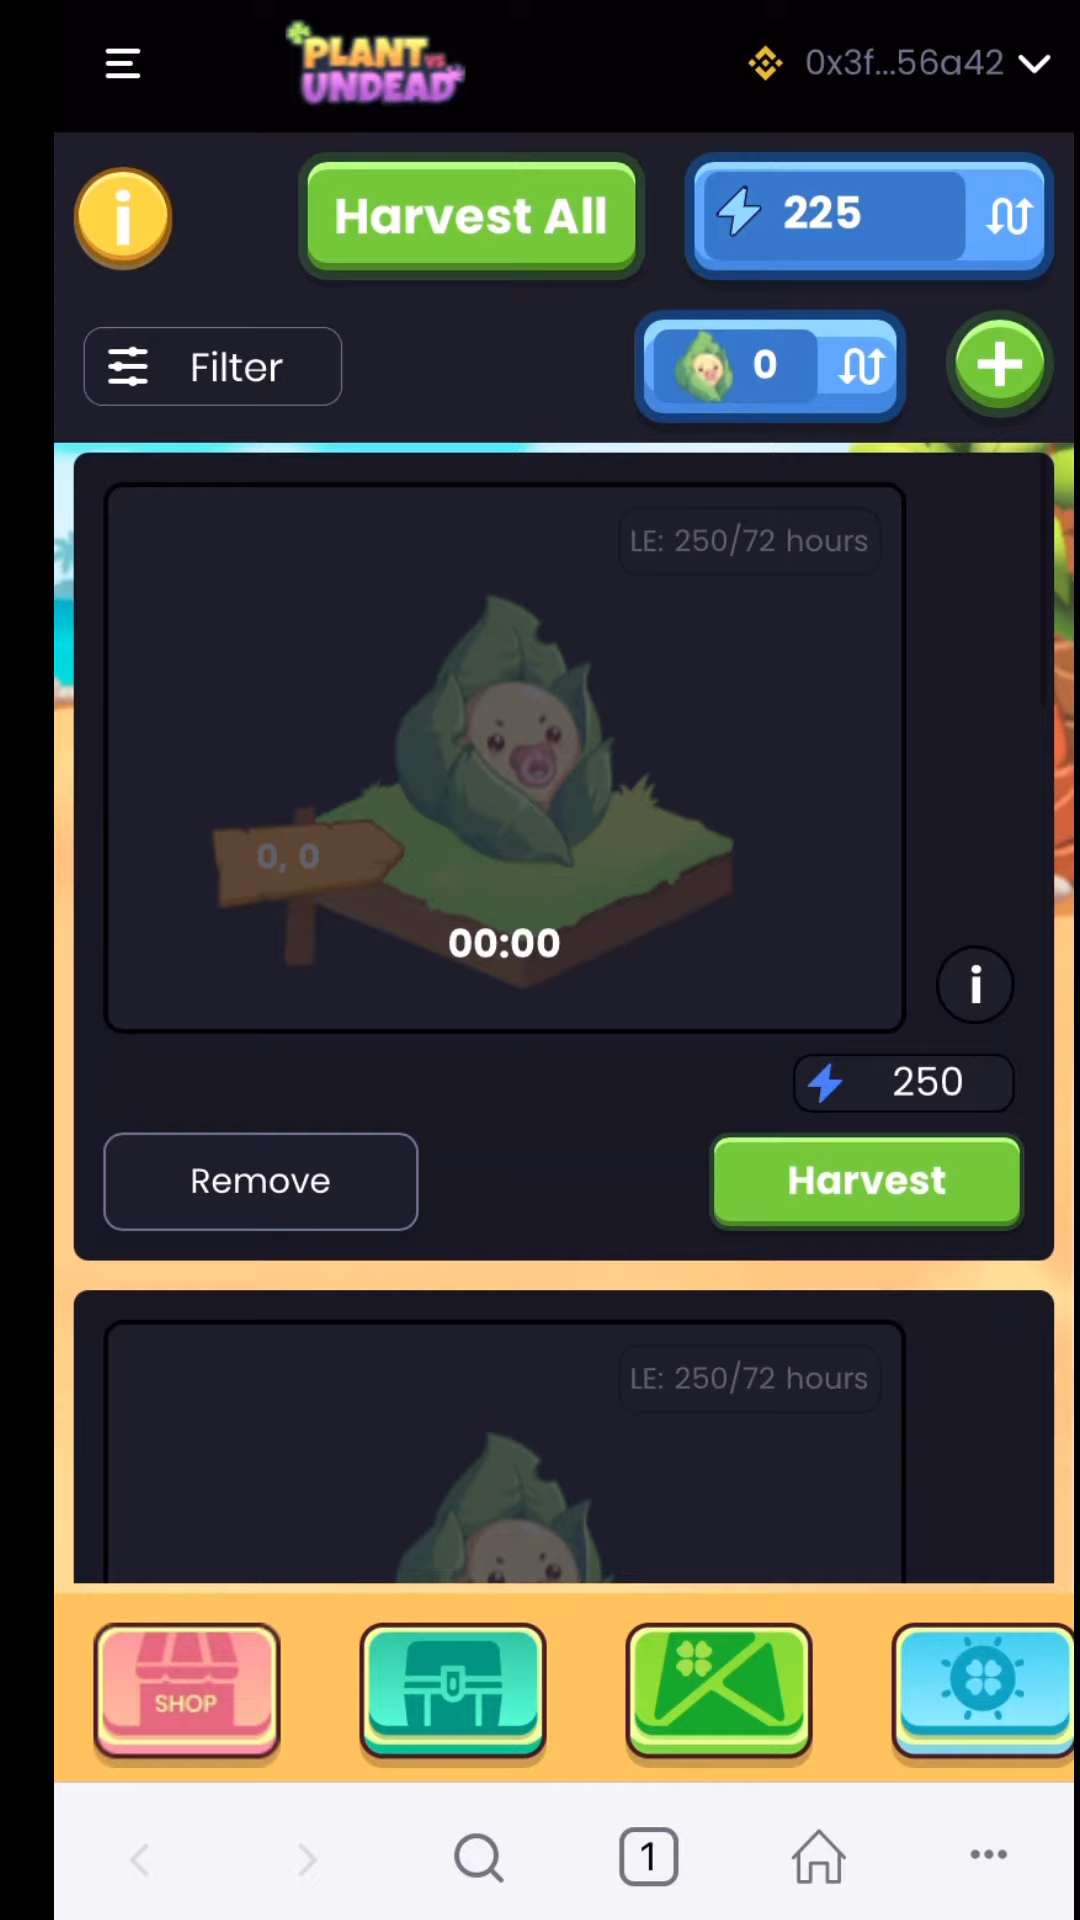 PLANT VS
UNDEAD
0x3f...56a42
i
Harvest All
225
Filter
0
LE: 250/72 hours
0, 0
00:00
i
250
Remove
Harvest
LE: 250/72 hours
SHOP
1